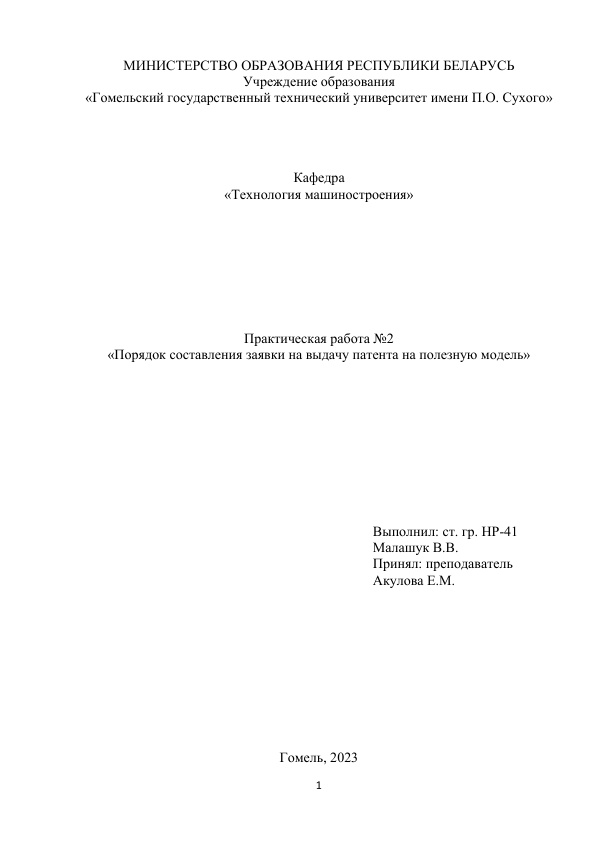 МИНИСТЕРСТВО ОБРАЗОВАНИЯ РЕСПУБЛИКИ БЕЛАРУСЬ
Учреждение образования
«Гомельский государственный технический университет имени П.О. Сухого»
Кафедра
«Технология машиностроения»
Практическая работа №2
«Порядок составления заявки на выдачу патента на полезную модель»
Выполнил: ст. гр. НР-41
Малашук В.В.
Принял: преподаватель
Акулова Е.М.
Гомель, 2023
1